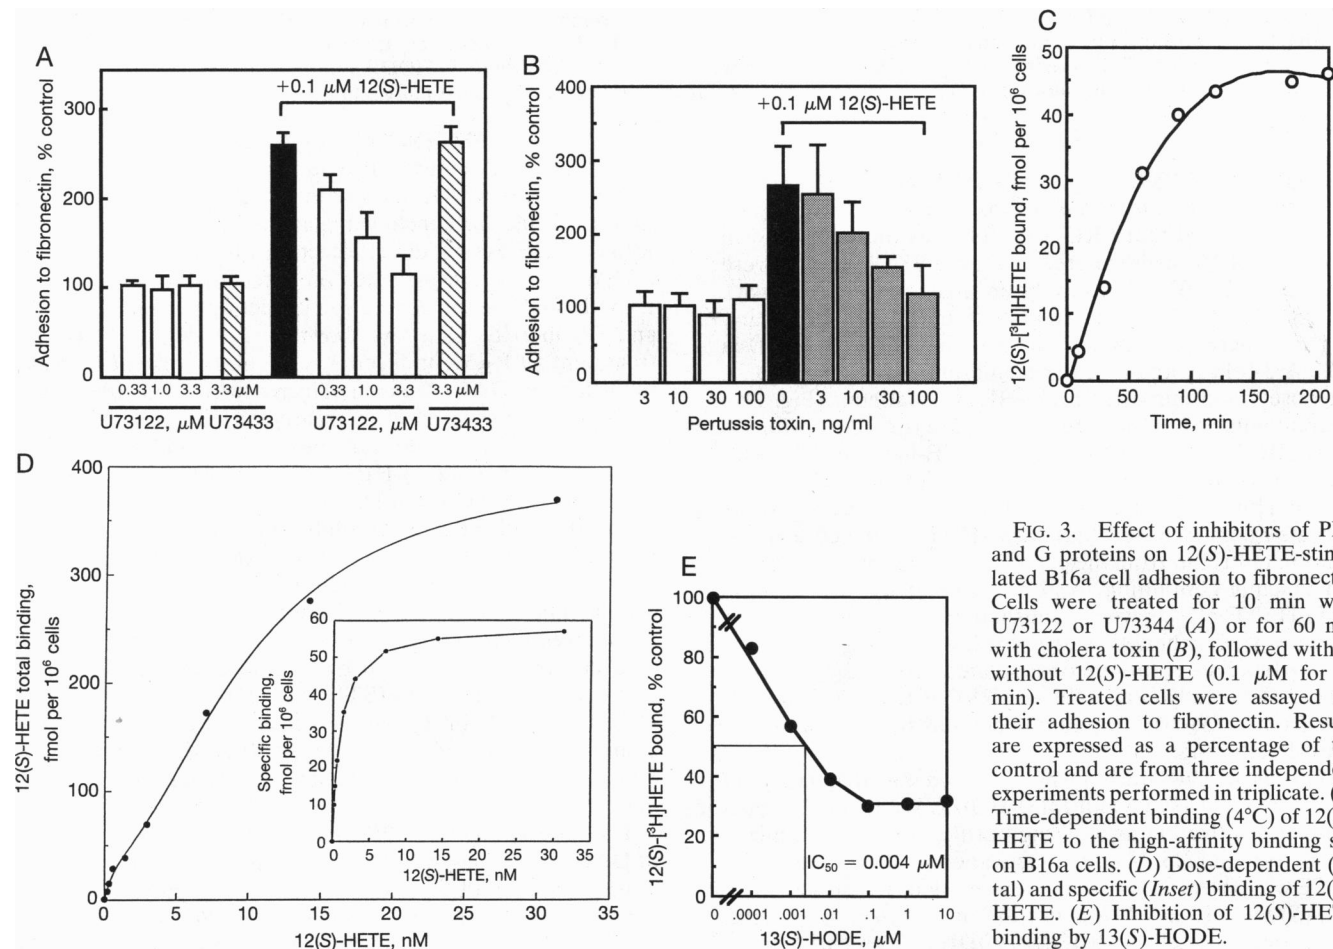 A
Adhesion to fibronectin, % control
300
200
100
0
+0.1 μM 12(S)-HETE
0.33 1.0 3.3 3.3 μM
U73122, μM U73433
0.33 1.0 3.3 3.3 μM
U73122, μM U73433
B
Adhesion to fibronectin, % control
400
300
200
100
0
+0.1 μM 12(S)-HETE
3 10 30 100 0 3 10 30 100
Pertussis toxin, ng/ml
C
12(S)-[³H]HETE bound, fmol per 10⁶ cells
50
40
30
20
10
0
0 50 100 150 200
Time, min
D
12(S)-HETE total binding,
fmol per 10⁶ cells
400
300
200
100
0
0 5 10 15 20 25 30 35
12(S)-HETE, nM
Specific binding,
fmol per 10⁶ cells
60
50
40
30
20
10
0
0 5 10 15 20 25 30 35
12(S)-HETE, nM
E
12(S)-[³H]HETE bound, % control
100
80
60
40
20
0
IC₅₀ = 0.004 μM
0 .0001 .001 .01 .1 1 10
13(S)-HODE, μM
FIG. 3. Effect of inhibitors of
and G proteins on 12(S)-HETE-stim
lated B16a cell adhesion to fibronect
Cells were treated for 10 min w
U73122 or U73344 (A) or for 60 m
with cholera toxin (B), followed with
without 12(S)-HETE (0.1 μM for
min). Treated cells were assayed
their adhesion to fibronectin. Resu
are expressed as a percentage of
control and are from three independe
experiments performed in triplicate. (
Time-dependent binding (4°C) of 12(
HETE to the high-affinity binding s
on B16a cells. (D) Dose-dependent (
tal) and specific (Inset) binding of 12(
HETE. (E) Inhibition of 12(S)-HET
binding by 13(S)-HODE.